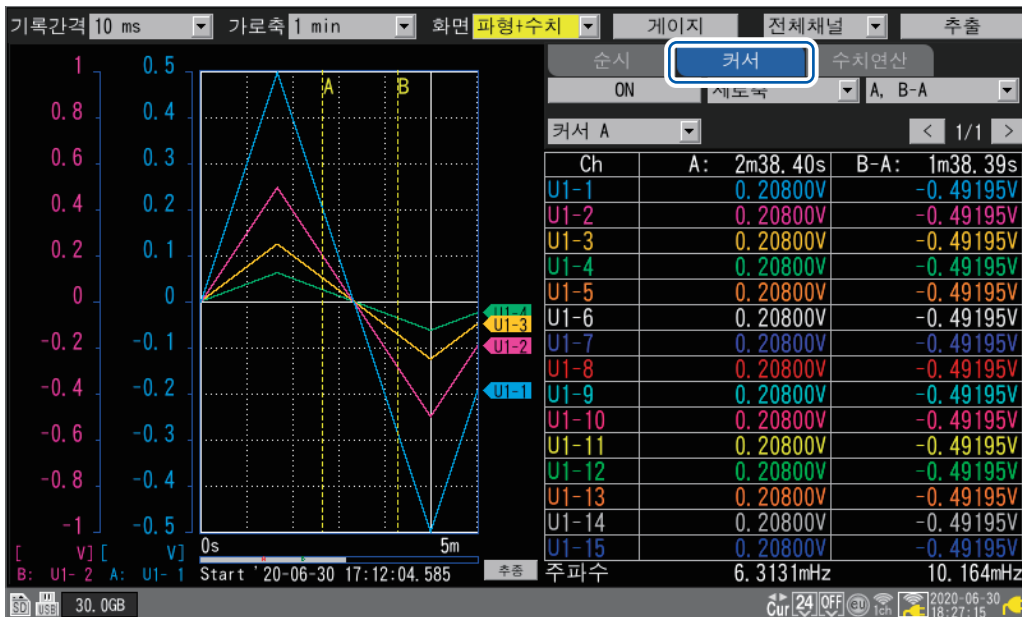 기록간격 10 ms 가로축 1 min 화면 파형+수치 게이지 전체채널 추출
순시 커서 수치연산
ON 세로축 A, B-A
커서 A < 1/1 >
1 0.5
0.8 0.4
0.6 0.3
0.4 0.2
0.2 0.1
0 0
-0.2 -0.1
-0.4 -0.2
-0.6 -0.3
-0.8 -0.4
-1 -0.5
[ V] [ V]
B: U1- 2 A: U1- 1
A B
U1-4
U1-3
U1-2
U1-1
0s 5m
Start '20-06-30 17:12:04.585 추종
Ch A: 2m38.40s B-A: 1m38.39s
U1-1 0.20800V -0.49195V
U1-2 0.20800V -0.49195V
U1-3 0.20800V -0.49195V
U1-4 0.20800V -0.49195V
U1-5 0.20800V -0.49195V
U1-6 0.20800V -0.49195V
U1-7 0.20800V -0.49195V
U1-8 0.20800V -0.49195V
U1-9 0.20800V -0.49195V
U1-10 0.20800V -0.49195V
U1-11 0.20800V -0.49195V
U1-12 0.20800V -0.49195V
U1-13 0.20800V -0.49195V
U1-14 0.20800V -0.49195V
U1-15 0.20800V -0.49195V
주파수 6.3131mHz 10.164mHz
SD USB 30.0GB Cur 24 OFF 1ch 2020-06-30
18:27:15